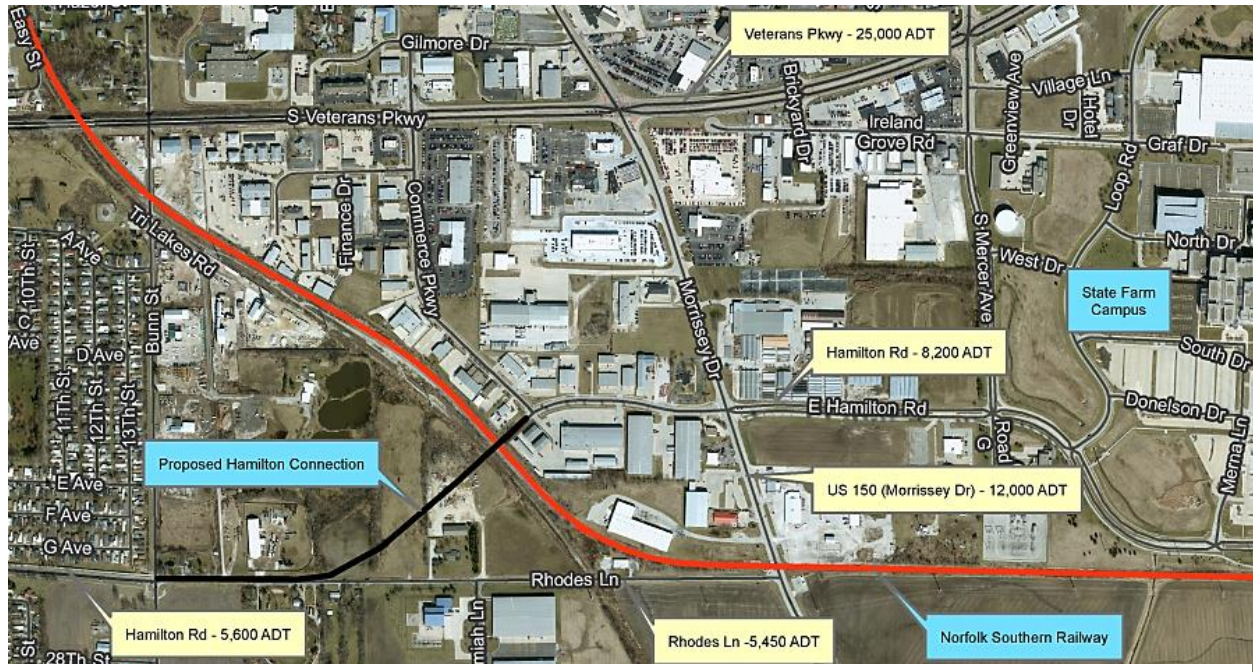 Easy St
Gilmore Dr
Veterans Pkwy - 25,000 ADT
S Veterans Pkwy
Brickyard Dr
Ireland
Grove Rd
Greenview Ave
Village Ln
Hotel
Dr
Graf Dr
Loop Rd
Tri Lakes Rd
Finance Dr
Commerce Pkwy
S Mercer Ave
West Dr
North Dr
State Farm
Campus
A Ave
10Th St
Bunn St
Morrissey Dr
Ave
D Ave
11Th St
12Th St
13Th St
Hamilton Rd - 8,200 ADT
South Dr
E Hamilton Rd
Donelson Dr
Road
G
Merna Ln
Proposed Hamilton Connection
E Ave
F Ave
G Ave
US 150 (Morrissey Dr) - 12,000 ADT
Rhodes Ln
Hamilton Rd - 5,600 ADT
Rhodes Ln -5,450 ADT
Norfolk Southern Railway
28Th St
St
miah Ln